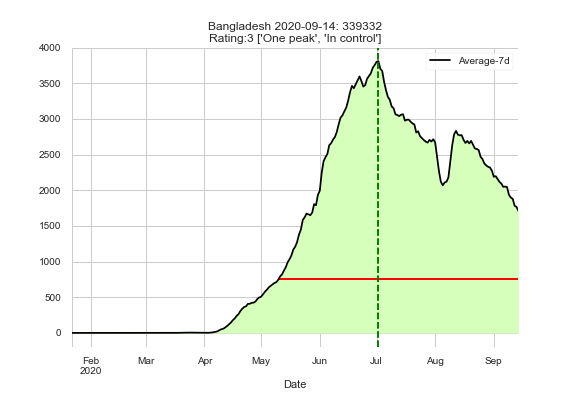 Bangladesh 2020-09-14: 339332
Rating:3 ['One peak', 'In control']
Average-7d
4000
3500
3000
2500
2000
1500
1000
500
0
Feb
2020
Mar
Apr
May
Jun
Jul
Aug
Sep
Date